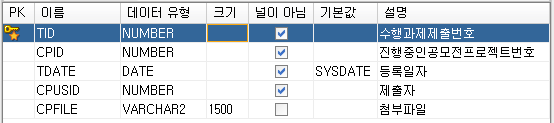 PK 이름 데이터 유형 크기 널이 아님 기본값 설명
TID NUMBER 수행과제제출번호
CPID NUMBER 진행중인공모전프로젝트번호
TDATE DATE SYSDATE 등록일자
CPUSID NUMBER 제출자
CPFILE VARCHAR2 1500 첨부파일